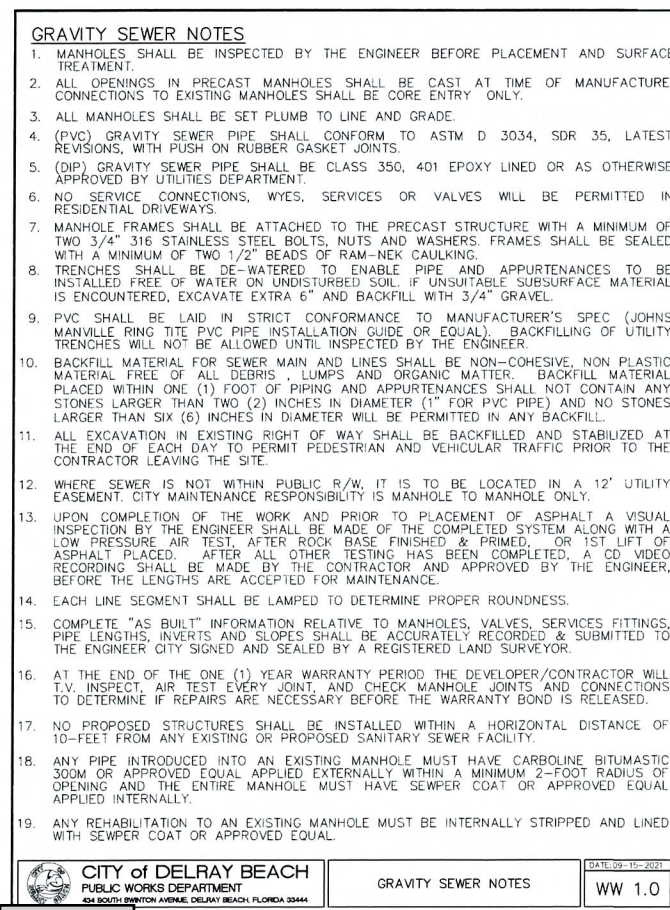 GRAVITY SEWER NOTES
1. MANHOLES SHALL BE INSPECTED BY THE ENGINEER BEFORE PLACEMENT AND SURFACE
TREATMENT.
2. ALL OPENINGS IN PRECAST MANHOLES SHALL BE CAST AT TIME OF MANUFACTURE
CONNECTIONS TO EXISTING MANHOLES SHALL BE CORE ENTRY ONLY.
3. ALL MANHOLES SHALL BE SET PLUMB TO LINE AND GRADE.
4. (PVC) GRAVITY SEWER PIPE SHALL CONFORM TO ASTM D 3034, SDR 35, LATEST
REVISIONS, WITH PUSH ON RUBBER GASKET JOINTS.
5. (DIP) GRAVITY SEWER PIPE SHALL BE CLASS 350, 401 EPOXY LINED OR AS OTHERWISE
APPROVED BY UTILITIES DEPARTMENT.
6. NO SERVICE CONNECTIONS, WYES, SERVICES OR VALVES WILL BE PERMITTED IN
RESIDENTIAL DRIVEWAYS.
7. MANHOLE FRAMES SHALL BE ATTACHED TO THE PRECAST STRUCTURE WITH A MINIMUM OF
TWO 3/4" 316 STAINLESS STEEL BOLTS, NUTS AND WASHERS. FRAMES SHALL BE SEALED
WITH A MINIMUM OF TWO 1/2" BEADS OF RAM-NEK CAULKING.
8. TRENCHES SHALL BE DE-WATERED TO ENABLE PIPE AND APPURTENANCES TO BE
INSTALLED FREE OF WATER ON UNDISTURBED SOIL. IF UNSUITABLE SUBSURFACE MATERIAL
IS ENCOUNTERED, EXCAVATE EXTRA 6" AND BACKFILL WITH 3/4" GRAVEL.
9. PVC SHALL BE LAID IN STRICT CONFORMANCE TO MANUFACTURER'S SPEC (JOHNS
MANVILLE RING TITE PVC PIPE INSTALLATION GUIDE OR EQUAL). BACKFILLING OF UTILITY
TRENCHES WILL NOT BE ALLOWED UNTIL INSPECTED BY THE ENGINEER.
10. BACKFILL MATERIAL FOR SEWER MAIN AND LINES SHALL BE NON-COHESIVE, NON PLASTIC
MATERIAL FREE OF ALL DEBRIS , LUMPS AND ORGANIC MATTER. BACKFILL MATERIAL
PLACED WITHIN ONE (1) FOOT OF PIPING AND APPURTENANCES SHALL NOT CONTAIN ANY
STONES LARGER THAN TWO (2) INCHES IN DIAMETER (1" FOR PVC PIPE) AND NO STONES
LARGER THAN SIX (6) INCHES IN DIAMETER WILL BE PERMITTED IN ANY BACKFILL.
11. ALL EXCAVATION IN EXISTING RIGHT OF WAY SHALL BE BACKFILLED AND STABILIZED AT
THE END OF EACH DAY TO PERMIT PEDESTRIAN AND VEHICULAR TRAFFIC PRIOR TO THE
CONTRACTOR LEAVING THE SITE.
12. WHERE SEWER IS NOT WITHIN PUBLIC R/W, IT IS TO BE LOCATED IN A 12' UTILITY
EASEMENT. CITY MAINTENANCE RESPONSIBILITY IS MANHOLE TO MANHOLE ONLY.
13. UPON COMPLETION OF THE WORK AND PRIOR TO PLACEMENT OF ASPHALT A VISUAL
INSPECTION BY THE ENGINEER SHALL BE MADE OF THE COMPLETED SYSTEM ALONG WITH A
LOW PRESSURE AIR TEST, AFTER ROCK BASE FINISHED & PRIMED, OR 1ST LIFT OF
ASPHALT PLACED. AFTER ALL OTHER TESTING HAS BEEN COMPLETED, A CD VIDEO
RECORDING SHALL BE MADE BY THE CONTRACTOR AND APPROVED BY THE ENGINEER,
BEFORE THE LENGTHS ARE ACCEPTED FOR MAINTENANCE.
14. EACH LINE SEGMENT SHALL BE LAMPED TO DETERMINE PROPER ROUNDNESS.
15. COMPLETE "AS BUILT" INFORMATION RELATIVE TO MANHOLES, VALVES, SERVICES FITTINGS,
PIPE LENGTHS, INVERTS AND SLOPES SHALL BE ACCURATELY RECORDED & SUBMITTED TO
THE ENGINEER CITY SIGNED AND SEALED BY A REGISTERED LAND SURVEYOR.
16. AT THE END OF THE ONE (1) YEAR WARRANTY PERIOD THE DEVELOPER/CONTRACTOR WILL
T.V. INSPECT, AIR TEST EVERY JOINT, AND CHECK MANHOLE JOINTS AND CONNECTIONS
TO DETERMINE IF REPAIRS ARE NECESSARY BEFORE THE WARRANTY BOND IS RELEASED.
17. NO PROPOSED STRUCTURES SHALL BE INSTALLED WITHIN A HORIZONTAL DISTANCE OF
10-FEET FROM ANY EXISTING OR PROPOSED SANITARY SEWER FACILITY.
18. ANY PIPE INTRODUCED INTO AN EXISTING MANHOLE MUST HAVE CARBOLINE BITUMASTIC
300M OR APPROVED EQUAL APPLIED EXTERNALLY WITHIN A MINIMUM 2-FOOT RADIUS OF
OPENING AND THE ENTIRE MANHOLE MUST HAVE SEWPER COAT OR APPROVED EQUAL
APPLIED INTERNALLY.
19. ANY REHABILITATION TO AN EXISTING MANHOLE MUST BE INTERNALLY STRIPPED AND LINED
WITH SEWPER COAT OR APPROVED EQUAL.
CITY of DELRAY BEACH
PUBLIC WORKS DEPARTMENT
434 SOUTH SWINTON AVENUE, DELRAY BEACH, FLORIDA 33444
GRAVITY SEWER NOTES
DATE: 09-15-2021
WW 1.0